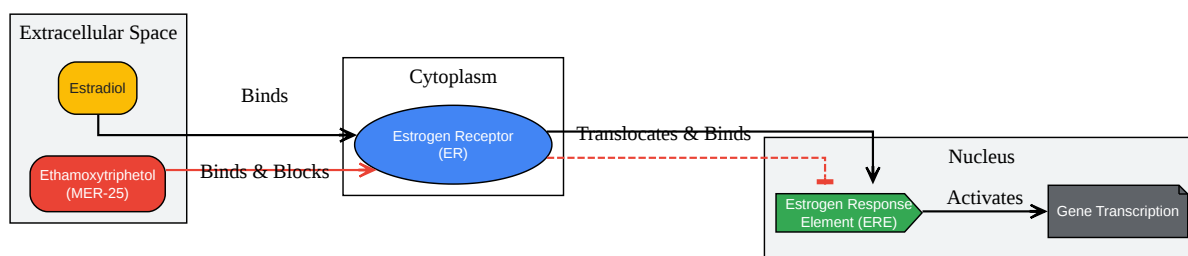 Extracellular Space
Estradiol
Ethamoxytriphetol
(MER-25)
Binds
Binds & Blocks
Cytoplasm
Estrogen Receptor
(ER)
Translocates & Binds
Nucleus
Estrogen Response
Element (ERE)
Activates
Gene Transcription